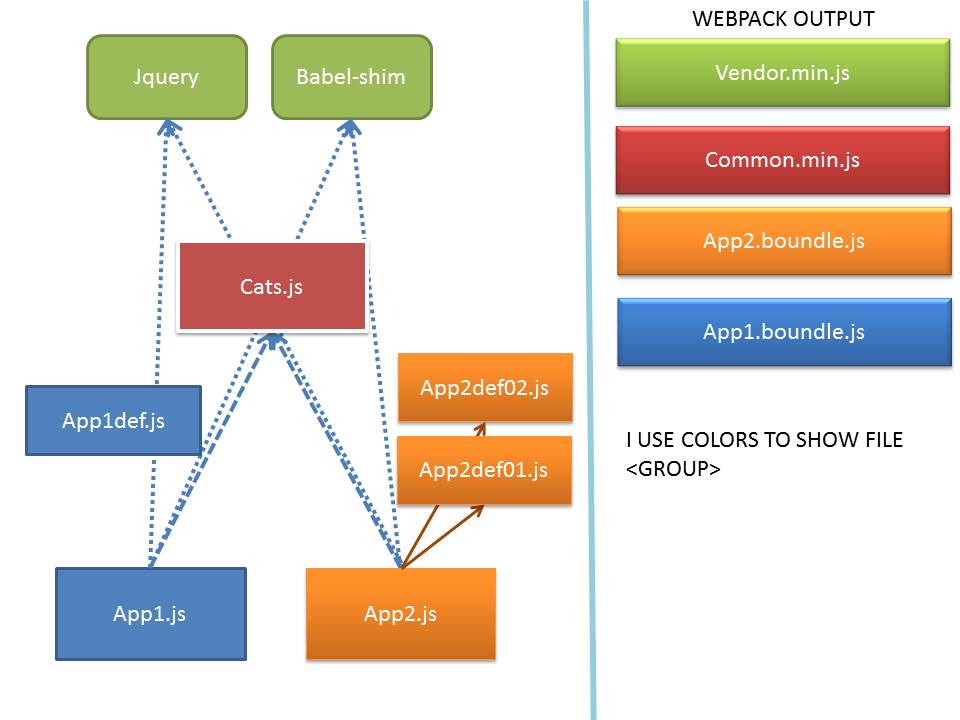 Jquery
Babel-shim
Cats.js
App2def02.js
App1def.js
App2def01.js
App1.js
App2.js
WEBPACK OUTPUT
Vendor.min.js
Common.min.js
App2.boundle.js
App1.boundle.js
I USE COLORS TO SHOW FILE
<GROUP>